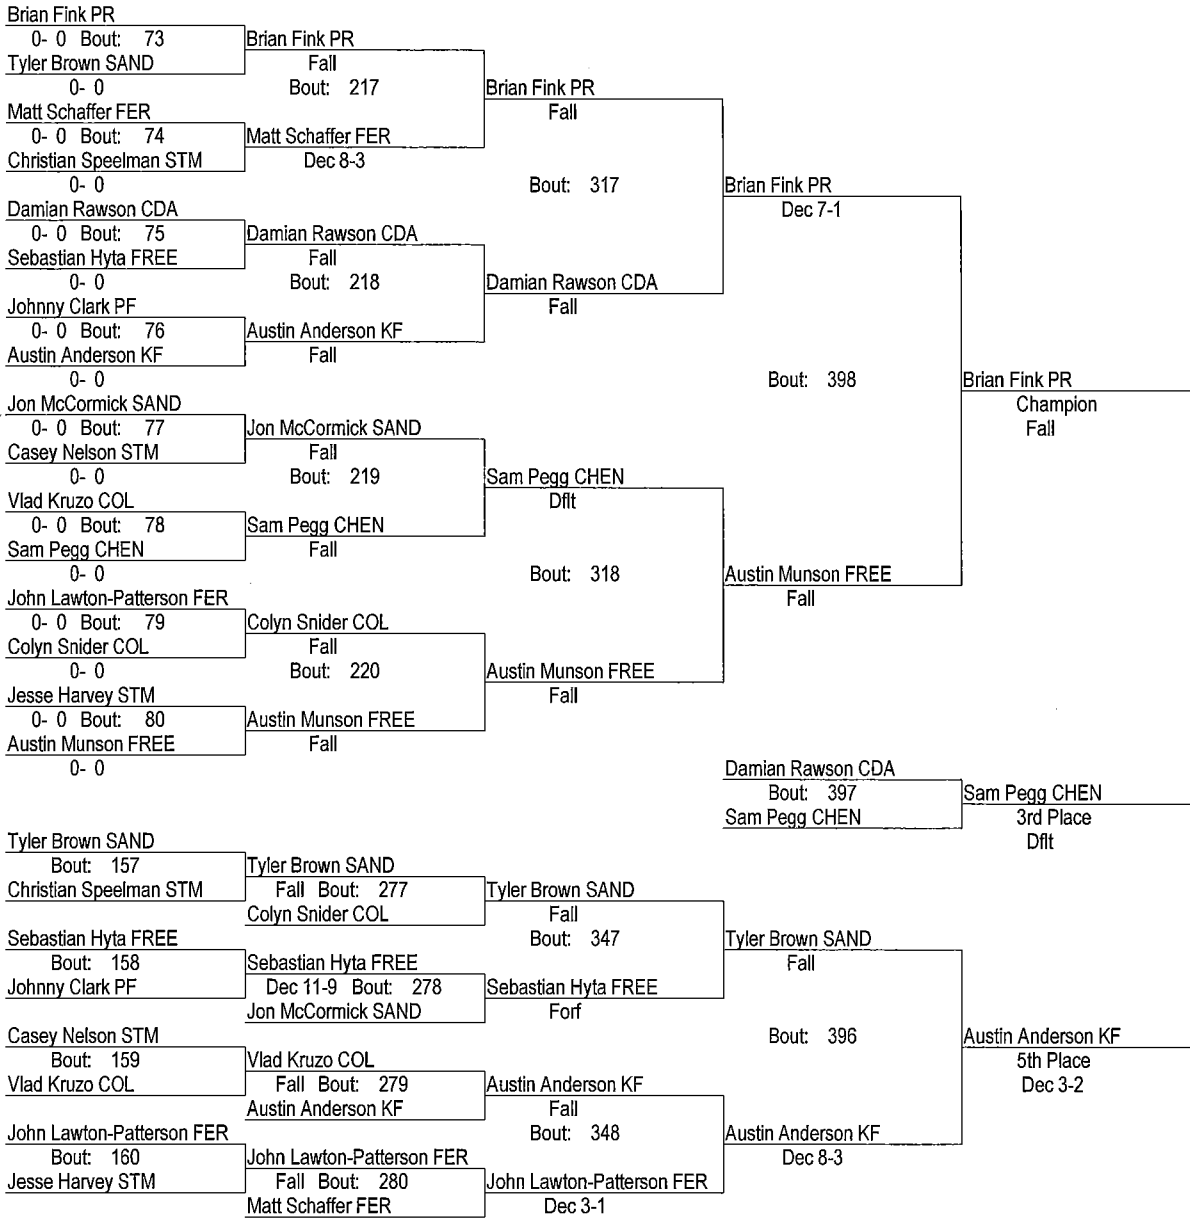 Brian Fink PR
0- 0 Bout: 73
Tyler Brown SAND
0- 0
Matt Schaffer FER
0- 0 Bout: 74
Christian Speelman STM
0- 0
Damian Rawson CDA
0- 0 Bout: 75
Sebastian Hyta FREE
0- 0
Johnny Clark PF
0- 0 Bout: 76
Austin Anderson KF
0- 0
Jon McCormick SAND
0- 0 Bout: 77
Casey Nelson STM
0- 0
Vlad Kruzo COL
0- 0 Bout: 78
Sam Pegg CHEN
0- 0
John Lawton-Patterson FER
0- 0 Bout: 79
Colyn Snider COL
0- 0
Jesse Harvey STM
0- 0 Bout: 80
Austin Munson FREE
0- 0
Brian Fink PR
Fall
Bout: 217
Matt Schaffer FER
Dec 8-3
Damian Rawson CDA
Fall
Bout: 218
Austin Anderson KF
Fall
Jon McCormick SAND
Fall
Bout: 219
Sam Pegg CHEN
Fall
Colyn Snider COL
Fall
Bout: 220
Austin Munson FREE
Fall
Brian Fink PR
Fall
Bout: 317
Damian Rawson CDA
Fall
Sam Pegg CHEN
Dflt
Bout: 318
Austin Munson FREE
Fall
Brian Fink PR
Dec 7-1
Bout: 398
Austin Munson FREE
Fall
Brian Fink PR
Champion
Fall
Damian Rawson CDA
Bout: 397
Sam Pegg CHEN
Sam Pegg CHEN
3rd Place
Dflt
Tyler Brown SAND
Bout: 157
Christian Speelman STM
Sebastian Hyta FREE
Bout: 158
Johnny Clark PF
Casey Nelson STM
Bout: 159
Vlad Kruzo COL
John Lawton-Patterson FER
Bout: 160
Jesse Harvey STM
Tyler Brown SAND
Fall Bout: 277
Colyn Snider COL
Sebastian Hyta FREE
Dec 11-9 Bout: 278
Jon McCormick SAND
Vlad Kruzo COL
Fall Bout: 279
Austin Anderson KF
John Lawton-Patterson FER
Fall Bout: 280
Matt Schaffer FER
Tyler Brown SAND
Fall
Bout: 347
Sebastian Hyta FREE
Forf
Austin Anderson KF
Fall
Bout: 348
John Lawton-Patterson FER
Dec 3-1
Tyler Brown SAND
Fall
Bout: 396
Austin Anderson KF
Dec 8-3
Austin Anderson KF
5th Place
Dec 3-2